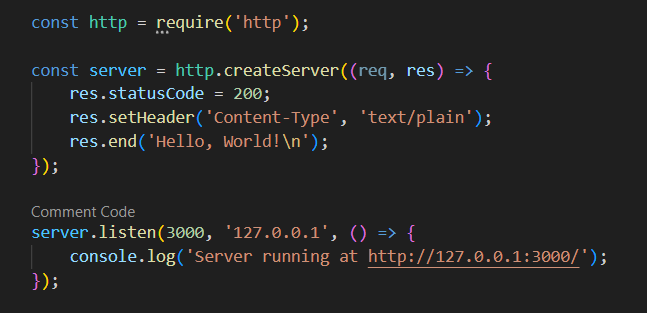 const http = require('http');
const server = http.createServer((req, res) => {
res.statusCode = 200;
res.setHeader('Content-Type', 'text/plain');
res.end('Hello, World!\n');
});
Comment Code
server.listen(3000, '127.0.0.1', () => {
console.log('Server running at http://127.0.0.1:3000/');
});